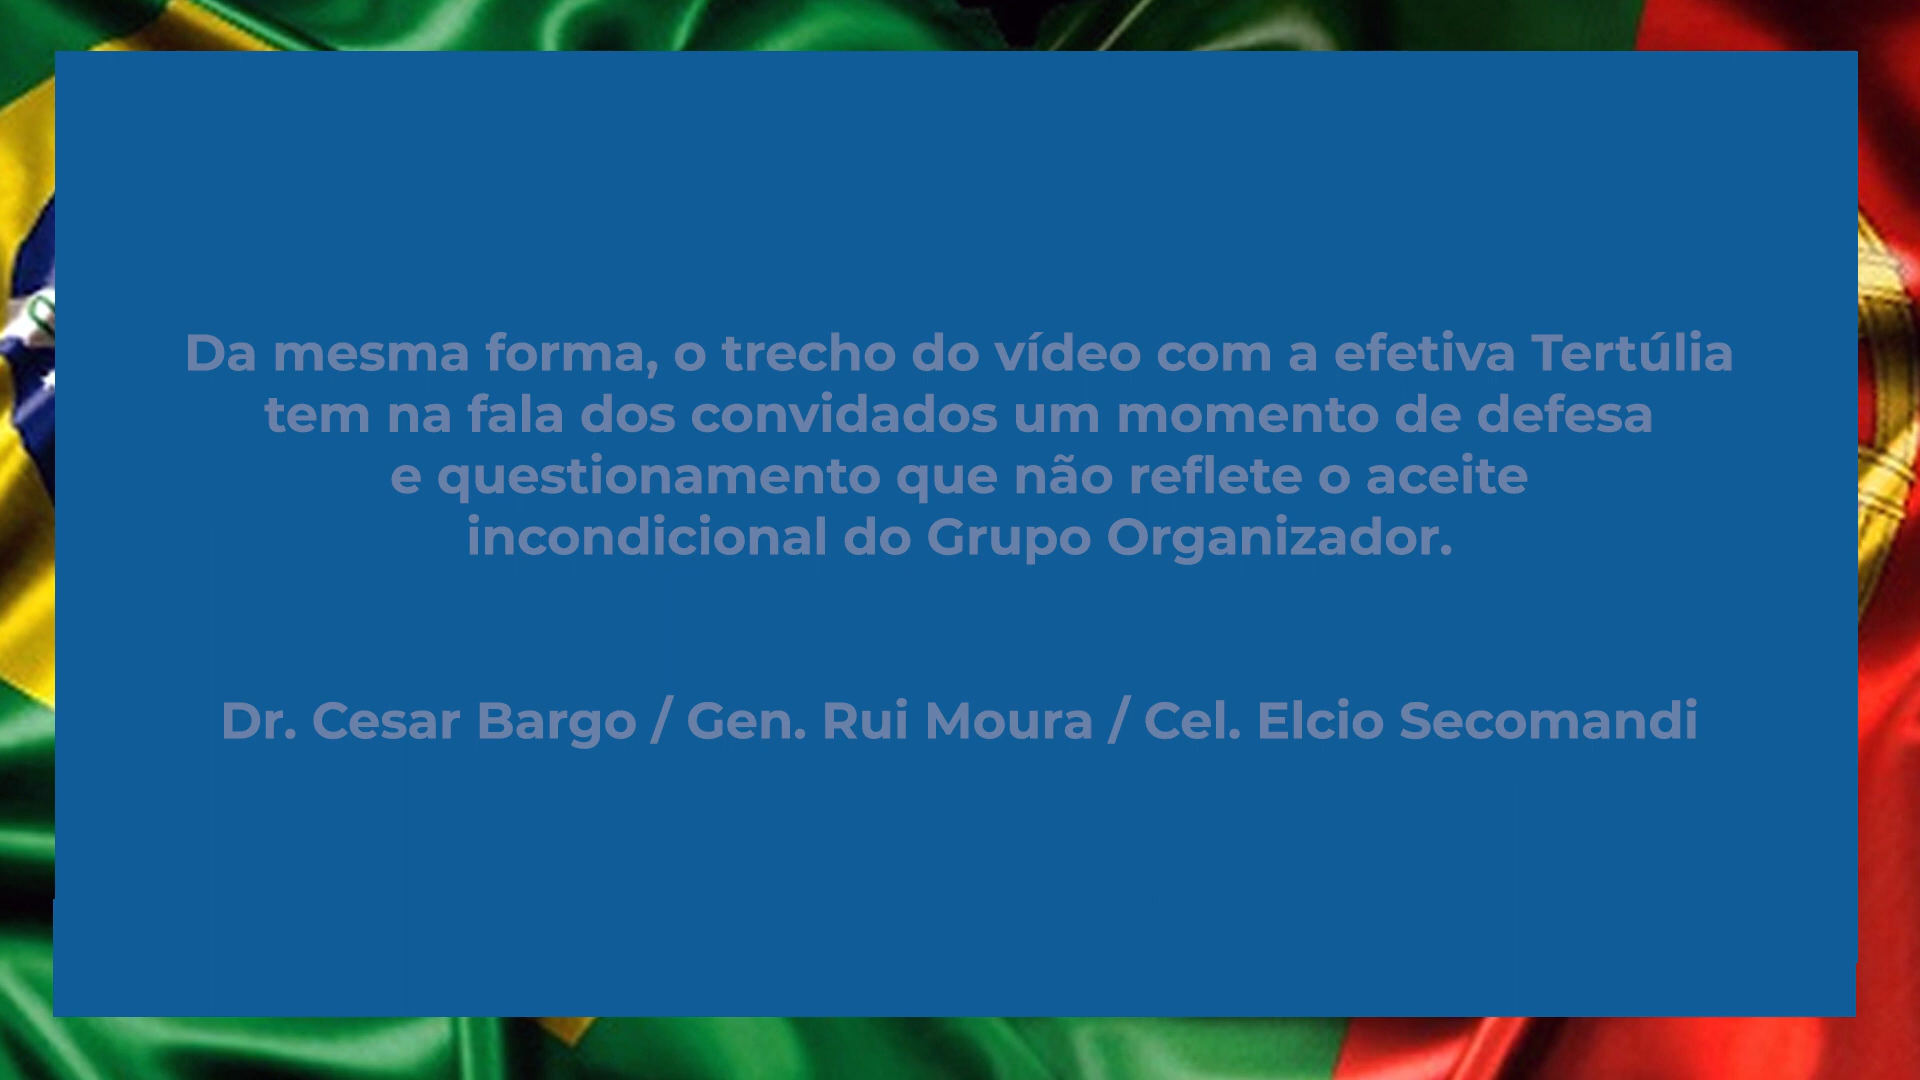 Da mesma forma, o trecho do vídeo com a efetiva Tertúlia
tem na fala dos convidados um momento de defesa
e questionamento que não reflete o aceite
incondicional do Grupo Organizador.
Dr. Cesar Bargo / Gen. Rui Moura / Cel. Elcio Secomandi